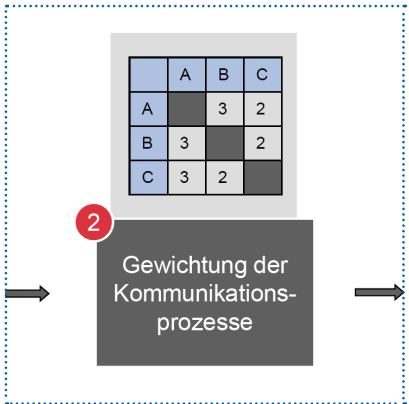 A B C
A 3 2
B 3 2
C 3 2
2
Gewichtung der
Kommunikations-
prozesse